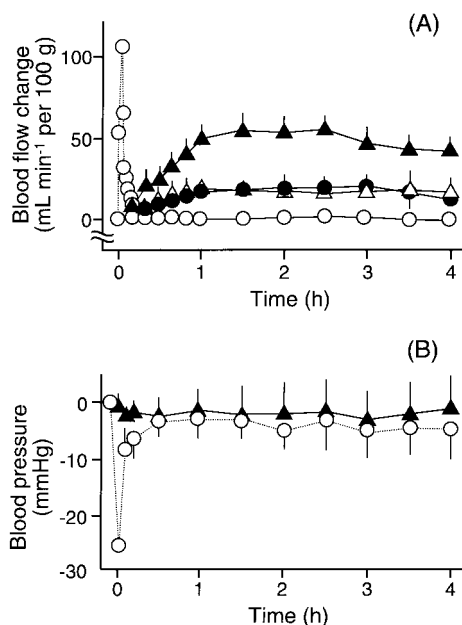 (A)
Blood flow change
(mL min⁻¹ per 100 g)
100
50
0
0 1 2 3 4
Time (h)
(B)
Blood pressure
(mmHg)
0
-10
-20
-30
0 1 2 3 4
Time (h)